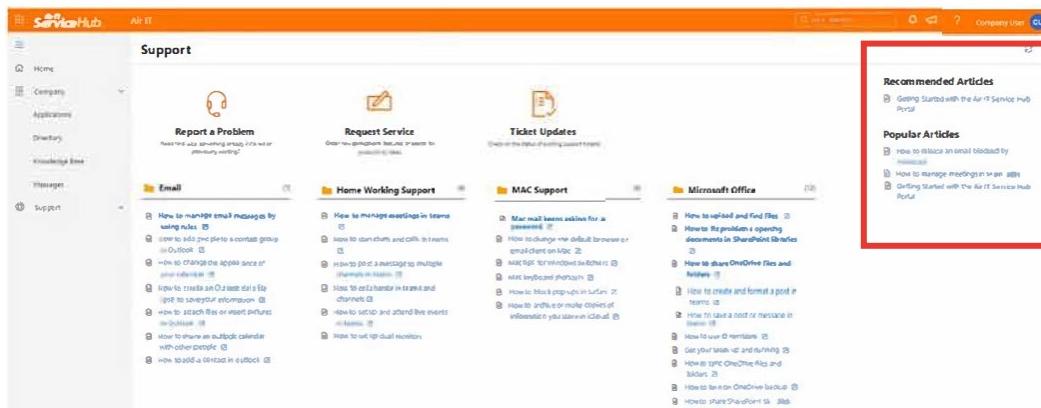 ServiceHub
Air IT
Company User
CU
Home
Company
Applications
Directory
Knowledge Base
Support
Support
Report a Problem
Request Service
Ticket Updates
Email
How to manage email messages by
using rules
How to add people to a contact group
in Outlook
How to change the appearance of
your calendar
How to create an Outlook data file
to save your information
How to attach files or insert pictures
in Outlook
How to share an outlook calendar
with other people
How to add a contact in outlook
Home Working Support
How to manage meetings in teams
How to start chats and calls in teams
How to post a message to multiple
channels in teams
How to collaborate in teams and
channels
How to set up and attend live events
in teams
How to set up dual monitors
MAC Support
Mac mail keeps asking for a
password
How to change the default browser or
email client on Mac
Mac tips for windows switchers
Mac keyboard shortcuts
How to block pop-ups in safari
How to archive or make copies of
information you store in icloud
Microsoft Office
(12)
How to upload and find files
How to fix problems opening
documents in SharePoint libraries
How to share OneDrive files and
folders
How to create and format a post in
teams
How to save a post or message in
teams
How to use @ mentions
Get your team up and running
How to sync OneDrive files and
folders
How to turn on OneDrive backup
How to share SharePoint
Recommended Articles
Getting Started with the Air IT Service Hub
Portal
Popular Articles
How to release an email blocked by
How to manage meetings in
Getting Started with the Air IT Service Hub
Portal